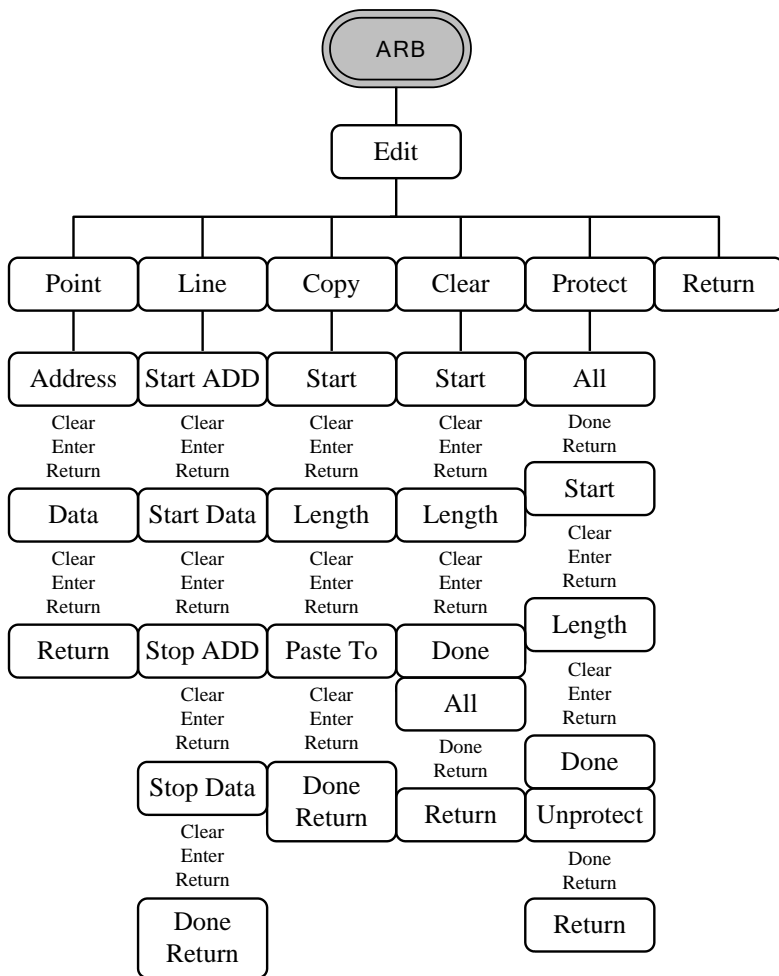 ARB
Edit
Point
Line
Copy
Clear
Protect
Return
Address
Clear
Enter
Return
Data
Clear
Enter
Return
Return
Start ADD
Clear
Enter
Return
Start Data
Clear
Enter
Return
Stop ADD
Clear
Enter
Return
Stop Data
Clear
Enter
Return
Done
Return
Start
Clear
Enter
Return
Length
Clear
Enter
Return
Paste To
Clear
Enter
Return
Done
Return
Start
Clear
Enter
Return
Length
Clear
Enter
Return
Done
All
Done
Return
Return
All
Done
Return
Start
Clear
Enter
Return
Length
Clear
Enter
Return
Done
Unprotect
Done
Return
Return